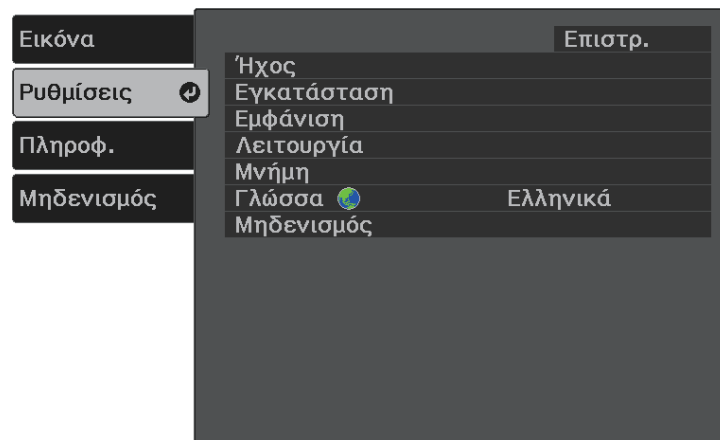 Εικόνα
Ρυθμίσεις
Πληροφ.
Μηδενισμός
Επιστρ.
Ήχος
Εγκατάσταση
Εμφάνιση
Λειτουργία
Μνήμη
Γλώσσα Ελληνικά
Μηδενισμός